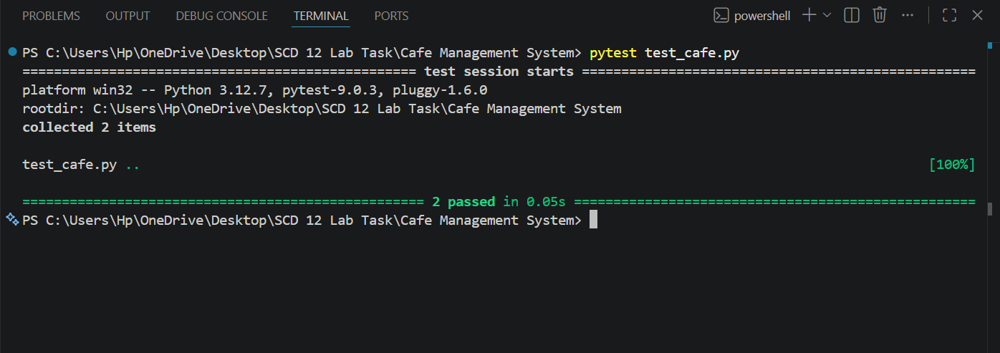 PROBLEMS OUTPUT DEBUG CONSOLE TERMINAL PORTS powershell
PS C:\Users\Hp\OneDrive\Desktop\SCD 12 Lab Task\Cafe Management System> pytest test_cafe.py
================================================== test session starts ==================================================
platform win32 -- Python 3.12.7, pytest-9.0.3, pluggy-1.6.0
rootdir: C:\Users\Hp\OneDrive\Desktop\SCD 12 Lab Task\Cafe Management System
collected 2 items
test_cafe.py .. [100%]
=================================================== 2 passed in 0.05s ===================================================
PS C:\Users\Hp\OneDrive\Desktop\SCD 12 Lab Task\Cafe Management System>